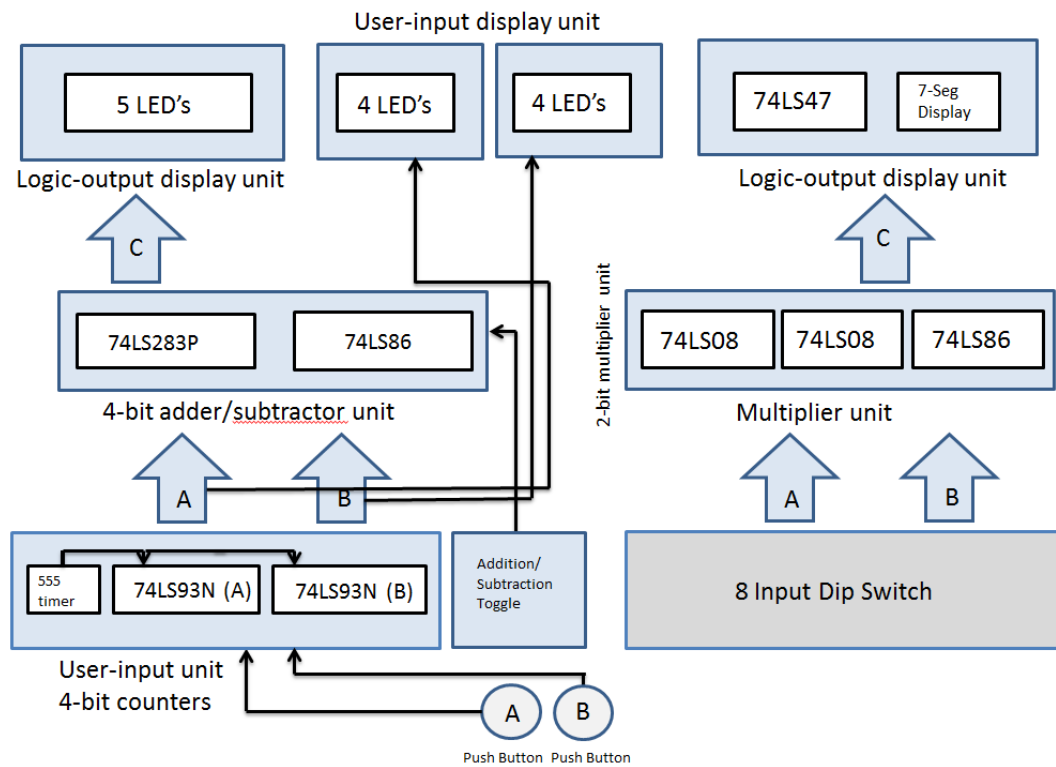 User-input display unit
5 LED's
4 LED's
4 LED's
74LS47
7-Seg
Display
Logic-output display unit
Logic-output display unit
C
C
74LS283P
74LS86
2-bit multiplier unit
74LS08
74LS08
74LS86
4-bit adder/subtractor unit
Multiplier unit
A
B
A
B
555
timer
74LS93N (A)
74LS93N (B)
Addition/
Subtraction
Toggle
8 Input Dip Switch
User-input unit
4-bit counters
A
B
Push Button
Push Button